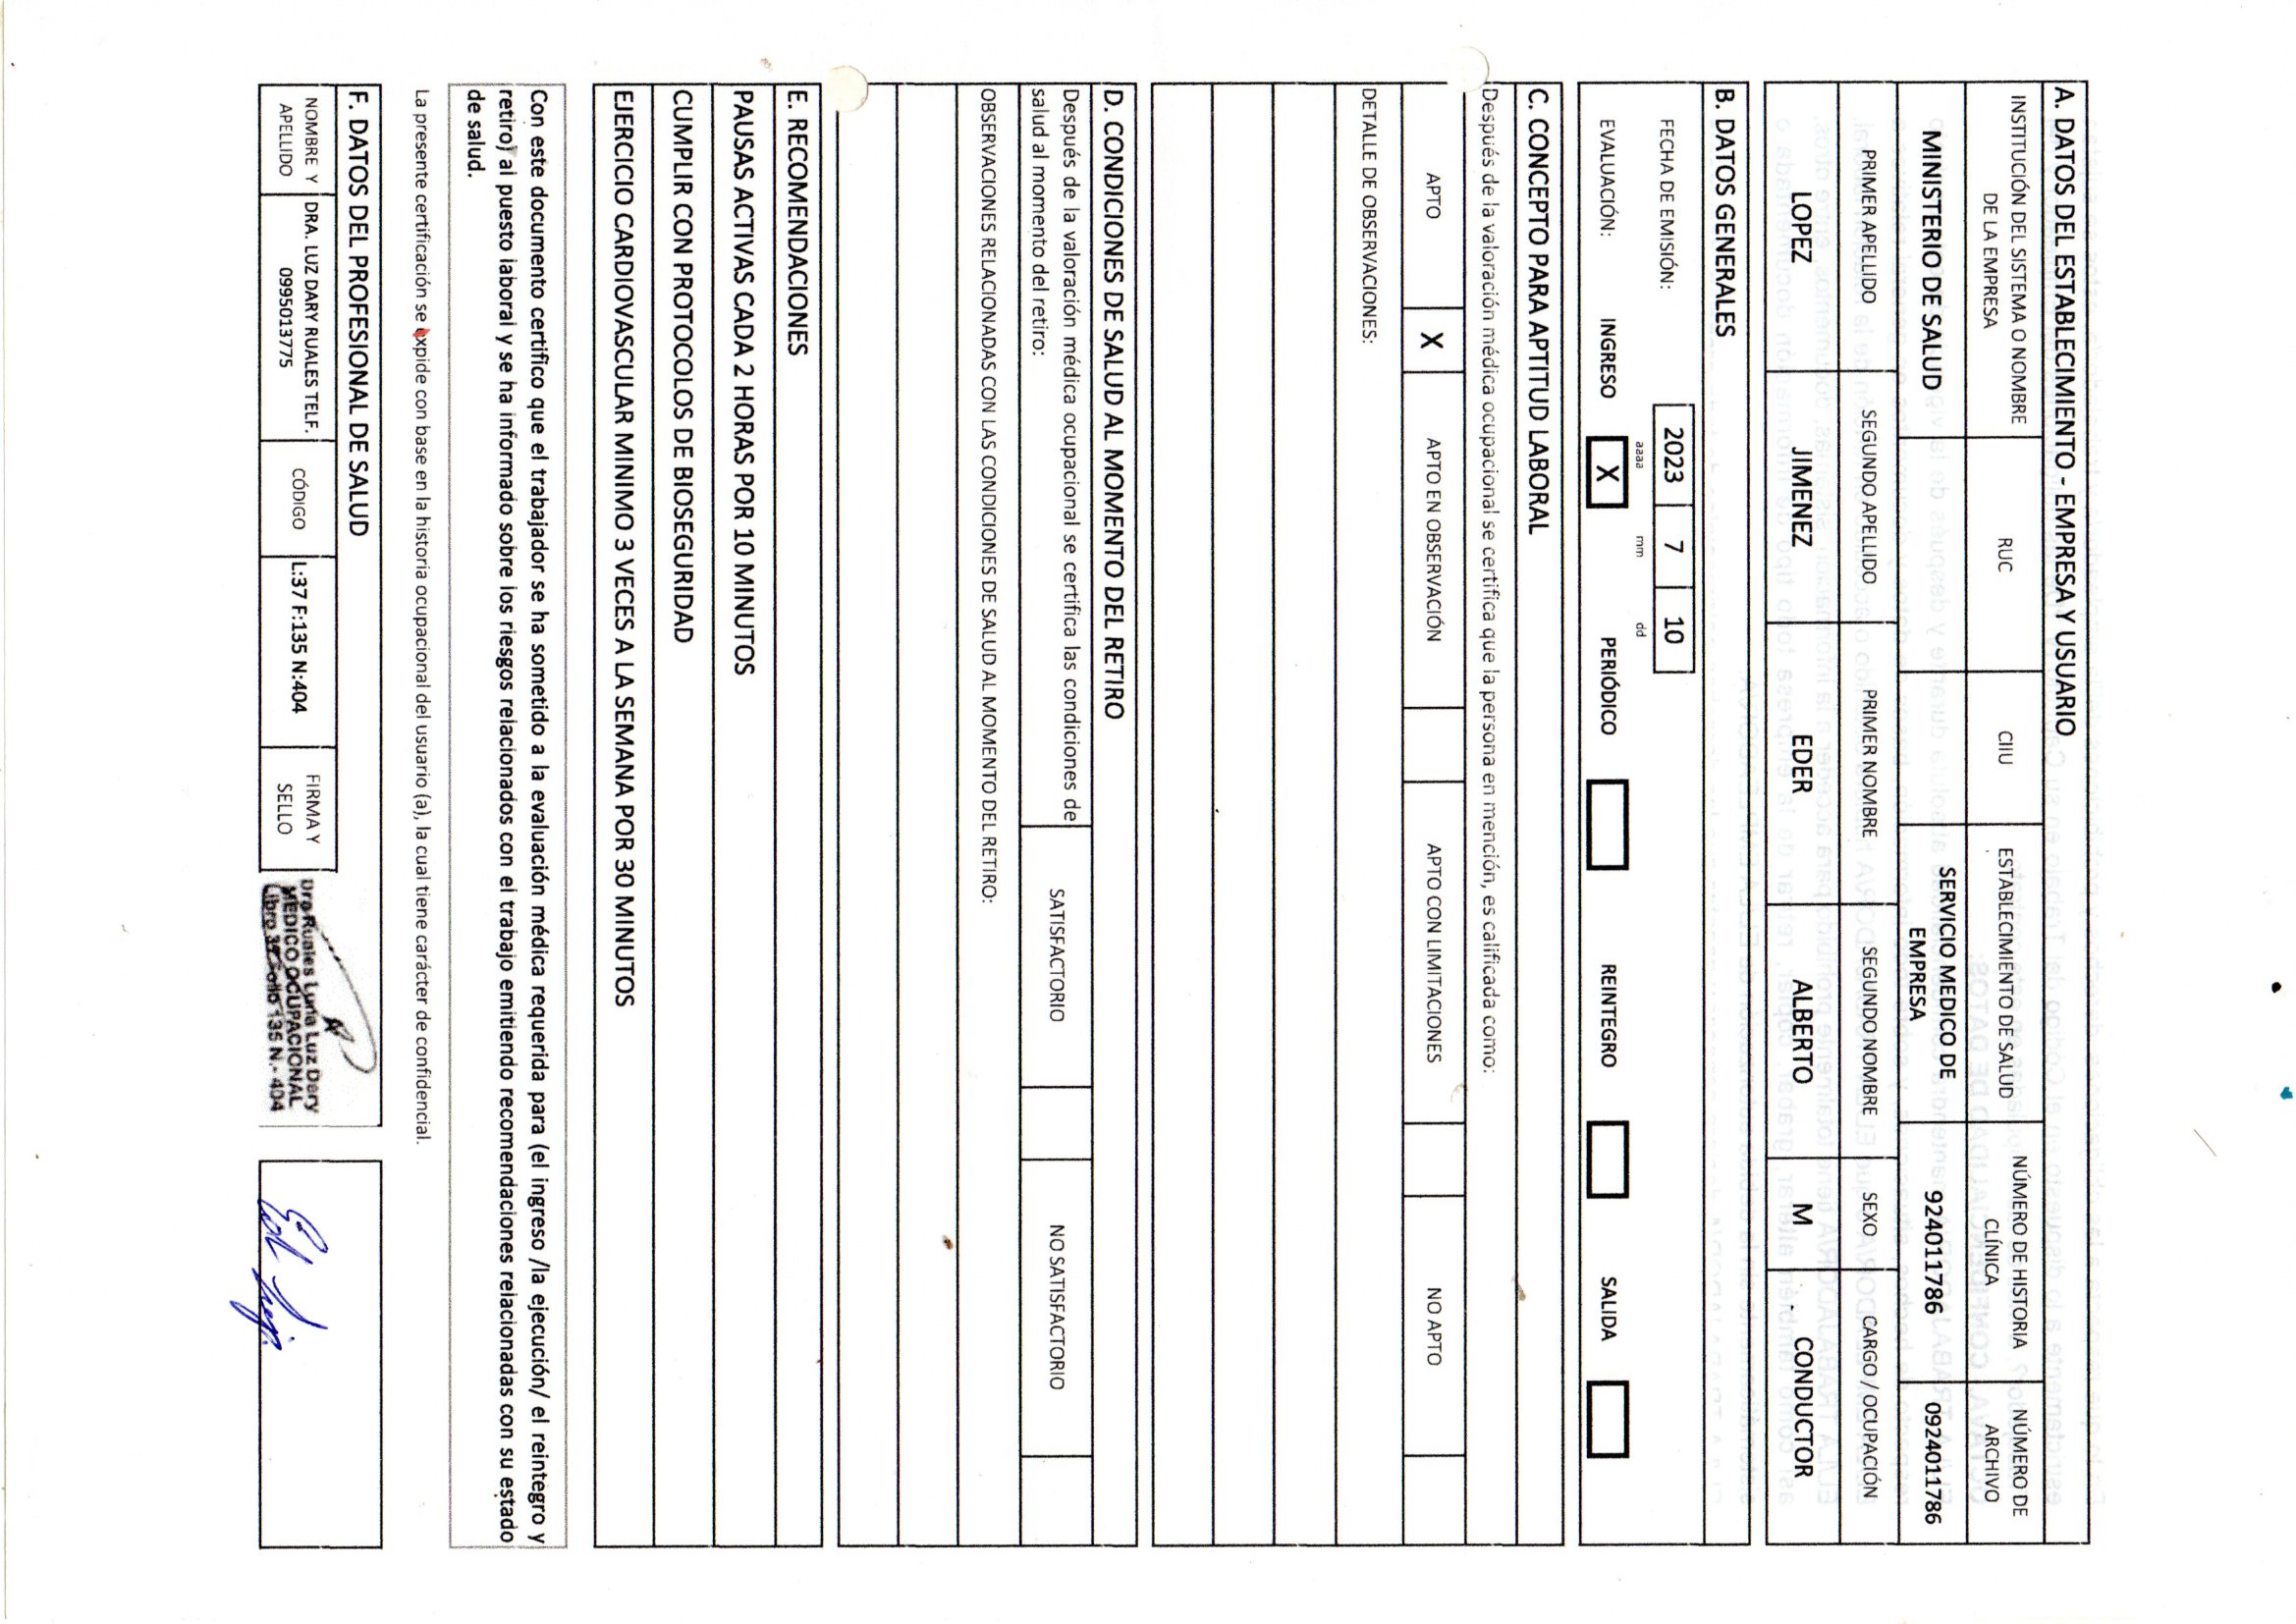 A. DATOS DEL ESTABLECIMIENTO - EMPRESA Y USUARIO
INSTITUCIÓN DEL SISTEMA O NOMBRE DE LA EMPRESA
RUC
CIIU
ESTABLECIMIENTO DE SALUD
NÚMERO DE HISTORIA CLÍNICA
NÚMERO DE ARCHIVO
MINISTERIO DE SALUD
SERVICIO MEDICO DE EMPRESA
924011786
0924011786
PRIMER APELLIDO
SEGUNDO APELLIDO
PRIMER NOMBRE
SEGUNDO NOMBRE
SEXO
CARGO / OCUPACIÓN
LOPEZ
JIMENEZ
EDER
ALBERTO
M
CONDUCTOR
B. DATOS GENERALES
FECHA DE EMISIÓN:
2023 7 10
aaaa mm dd
EVALUACIÓN: INGRESO X PERIÓDICO REINTEGRO SALIDA
C. CONCEPTO PARA APTITUD LABORAL
Después de la valoración médica ocupacional se certifica que la persona en mención, es calificada como:
APTO X APTO EN OBSERVACIÓN APTO CON LIMITACIONES NO APTO
DETALLE DE OBSERVACIONES:
D. CONDICIONES DE SALUD AL MOMENTO DEL RETIRO
Después de la valoración médica ocupacional se certifica las condiciones de
salud al momento del retiro:
SATISFACTORIO
NO SATISFACTORIO
OBSERVACIONES RELACIONADAS CON LAS CONDICIONES DE SALUD AL MOMENTO DEL RETIRO:
E. RECOMENDACIONES
PAUSAS ACTIVAS CADA 2 HORAS POR 10 MINUTOS
CUMPLIR CON PROTOCOLOS DE BIOSEGURIDAD
EJERCICIO CARDIOVASCULAR MINIMO 3 VECES A LA SEMANA POR 30 MINUTOS
Con este documento certifico que el trabajador se ha sometido a la evaluación médica requerida para (el ingreso /la ejecución/ el reintegro y
retiro) al puesto laboral y se ha informado sobre los riesgos relacionados con el trabajo emitiendo recomendaciones relacionadas con su estado
de salud.
La presente certificación se expide con base en la historia ocupacional del usuario (a), la cual tiene carácter de confidencial.
F. DATOS DEL PROFESIONAL DE SALUD
NOMBRE Y APELLIDO
DRA. LUZ DARY RUALES TELF. 0995013775
CÓDIGO
L:37 F:135 N:404
FIRMA Y SELLO
Dra Ruales Luna Luz Dary
MEDICO OCUPACIONAL
Libro 37 Folio 135 N.- 404